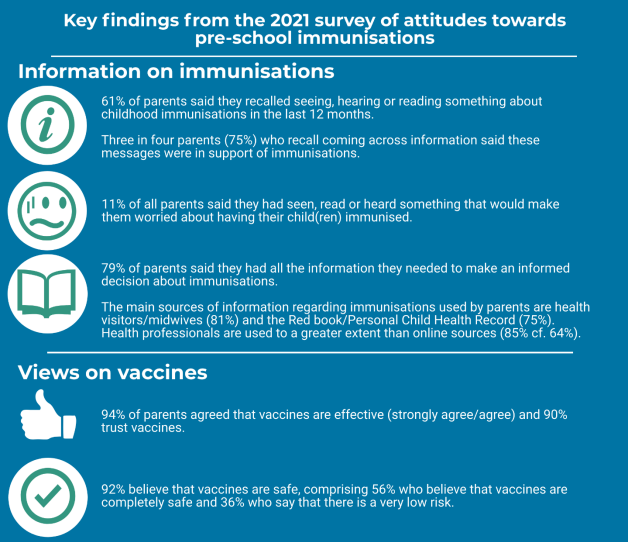 Key findings from the 2021 survey of attitudes towards
pre-school immunisations
Information on immunisations
61% of parents said they recalled seeing, hearing or reading something about
childhood immunisations in the last 12 months.
Three in four parents (75%) who recall coming across information said these
messages were in support of immunisations.
11% of all parents said they had seen, read or heard something that would make
them worried about having their child(ren) immunised.
79% of parents said they had all the information they needed to make an informed
decision about immunisations.
The main sources of information regarding immunisations used by parents are health
visitors/midwives (81%) and the Red book/Personal Child Health Record (75%).
Health professionals are used to a greater extent than online sources (85% cf. 64%).
Views on vaccines
94% of parents agreed that vaccines are effective (strongly agree/agree) and 90%
trust vaccines.
92% believe that vaccines are safe, comprising 56% who believe that vaccines are
completely safe and 36% who say that there is a very low risk.